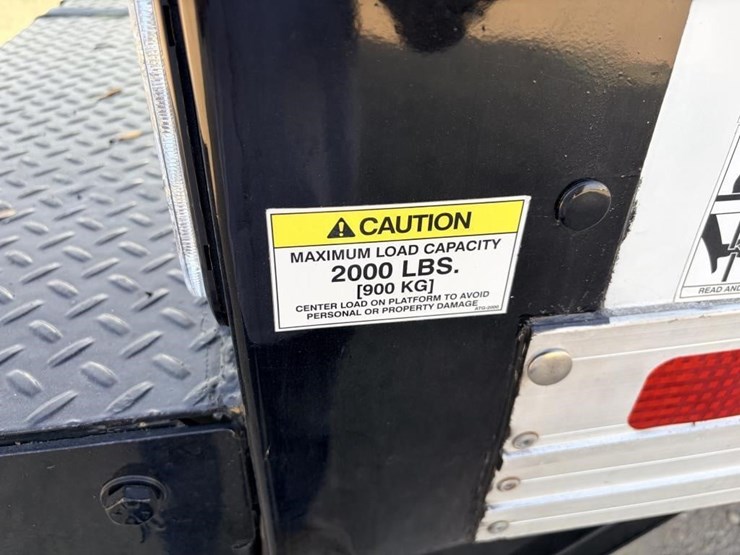 ⚠ CAUTION
MAXIMUM LOAD CAPACITY
2000 LBS.
[900 KG]
CENTER LOAD ON PLATFORM TO AVOID
PERSONAL OR PROPERTY DAMAGE
READ AND